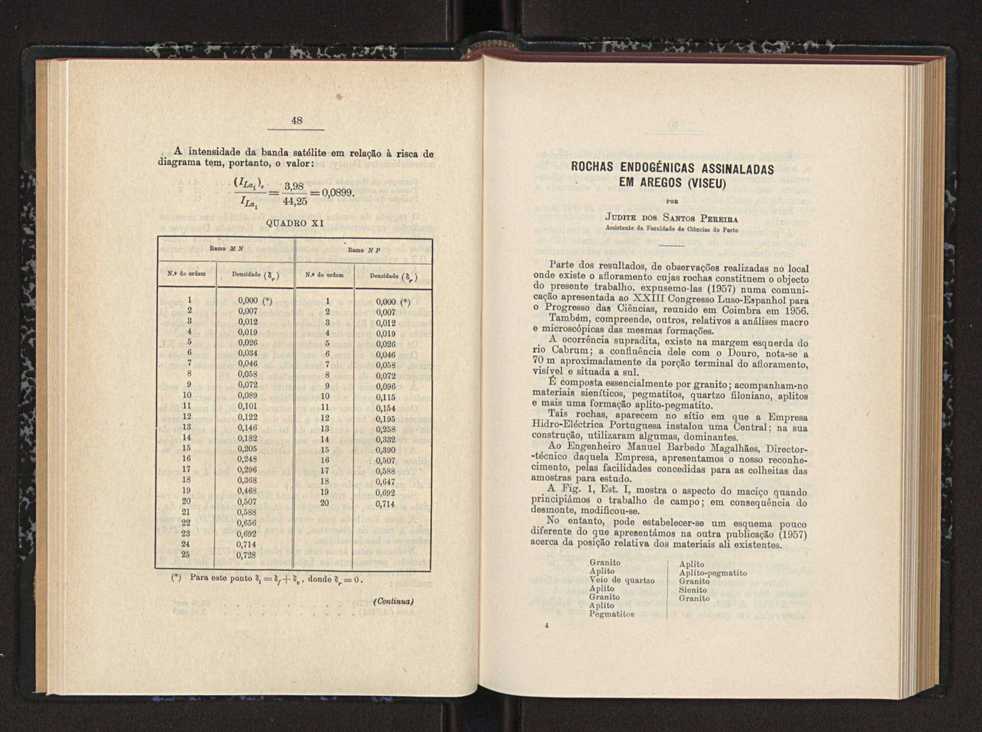 48
A intensidade da banda satélite em relação à risca de
diagrama tem, portanto, o valor:
(I_{Lα_1})_s / I_{Lα_1} = 3,98 / 44,25 = 0,0899.
QUADRO XI
Ramo M N Ramo N P
N.º de ordem Densidade (δ_r) N.º de ordem Densidade (δ_r)
1 0,000 (*) 1 0,000 (*)
2 0,007 2 0,007
3 0,012 3 0,012
4 0,019 4 0,019
5 0,026 5 0,026
6 0,034 6 0,046
7 0,046 7 0,058
8 0,058 8 0,072
9 0,072 9 0,096
10 0,089 10 0,115
11 0,101 11 0,154
12 0,122 12 0,195
13 0,146 13 0,258
14 0,182 14 0,332
15 0,205 15 0,390
16 0,248 16 0,507
17 0,296 17 0,588
18 0,368 18 0,647
19 0,468 19 0,692
20 0,507 20 0,714
21 0,588
22 0,656
23 0,692
24 0,714
25 0,728
(*) Para este ponto δ_t = δ_f + δ_s, donde δ_r = 0.
(Continua)
ROCHAS ENDOGÉNICAS ASSINALADAS
EM AREGOS (VISEU)
POR
JUDITE DOS SANTOS PEREIRA
Assistente da Faculdade de Ciências do Porto
Parte dos resultados, de observações realizadas no local
onde existe o afloramento cujas rochas constituem o objecto
do presente trabalho, expusemo-las (1957) numa comuni-
cação apresentada ao XXIII Congresso Luso-Espanhol para
o Progresso das Ciências, reunido em Coimbra em 1956.
Também, compreende, outros, relativos a análises macro
e microscópicas das mesmas formações.
A ocorrência supradita, existe na margem esquerda do
rio Cabrum; a confluência dele com o Douro, nota-se a
70 m aproximadamente da porção terminal do afloramento,
visível e situada a sul.
É composta essencialmente por granito; acompanham-no
materiais sieníticos, pegmatitos, quartzo filoniano, aplitos
e mais uma formação aplito-pegmatito.
Tais rochas, aparecem no sítio em que a Empresa
Hidro-Eléctrica Portuguesa instalou uma Central; na sua
construção, utilizaram algumas, dominantes.
Ao Engenheiro Manuel Barbedo Magalhães, Director-
-técnico daquela Empresa, apresentamos o nosso reconhe-
cimento, pelas facilidades concedidas para as colheitas das
amostras para estudo.
A Fig. 1, Est. I, mostra o aspecto do maciço quando
principiámos o trabalho de campo; em consequência do
desmonte, modificou-se.
No entanto, pode estabelecer-se um esquema pouco
diferente do que apresentámos na outra publicação (1957)
acerca da posição relativa dos materiais ali existentes.
Granito Aplito
Aplito Aplito-pegmatito
Veio de quartzo Granito
Aplito Sienito
Granito Granito
Aplito
Pegmatitos
4